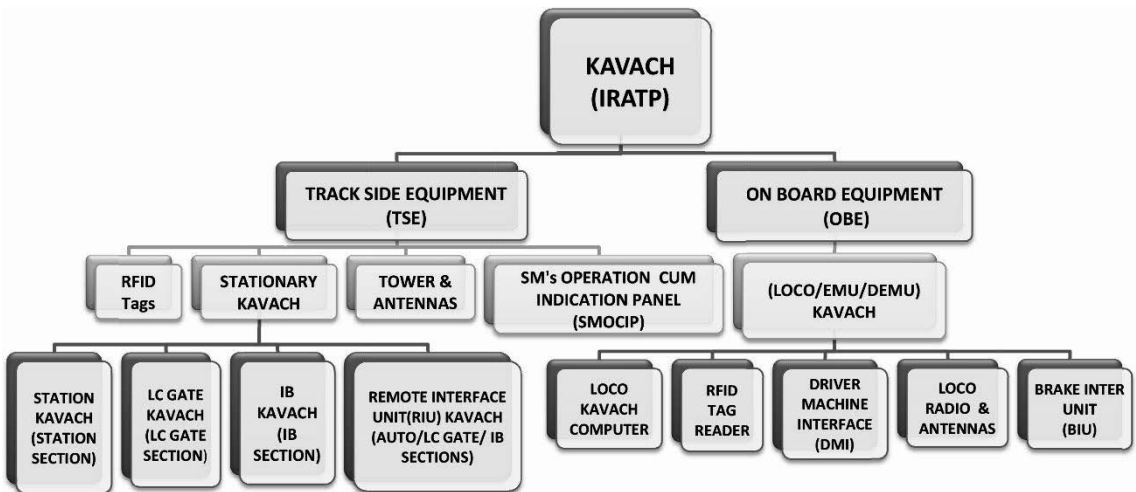 KAVACH
(IRATP)
TRACK SIDE EQUIPMENT
(TSE)
ON BOARD EQUIPMENT
(OBE)
RFID
Tags
STATIONARY
KAVACH
TOWER &
ANTENNAS
SM's OPERATION CUM
INDICATION PANEL
(SMOCIP)
(LOCO/EMU/DEMU)
KAVACH
STATION
KAVACH
(STATION
SECTION)
LC GATE
KAVACH
(LC GATE
SECTION)
IB
KAVACH
(IB
SECTION)
REMOTE INTERFACE
UNIT(RIU) KAVACH
(AUTO/LC GATE/ IB
SECTIONS)
LOCO
KAVACH
COMPUTER
RFID
TAG
READER
DRIVER
MACHINE
INTERFACE
(DMI)
LOCO
RADIO &
ANTENNAS
BRAKE INTER
UNIT
(BIU)